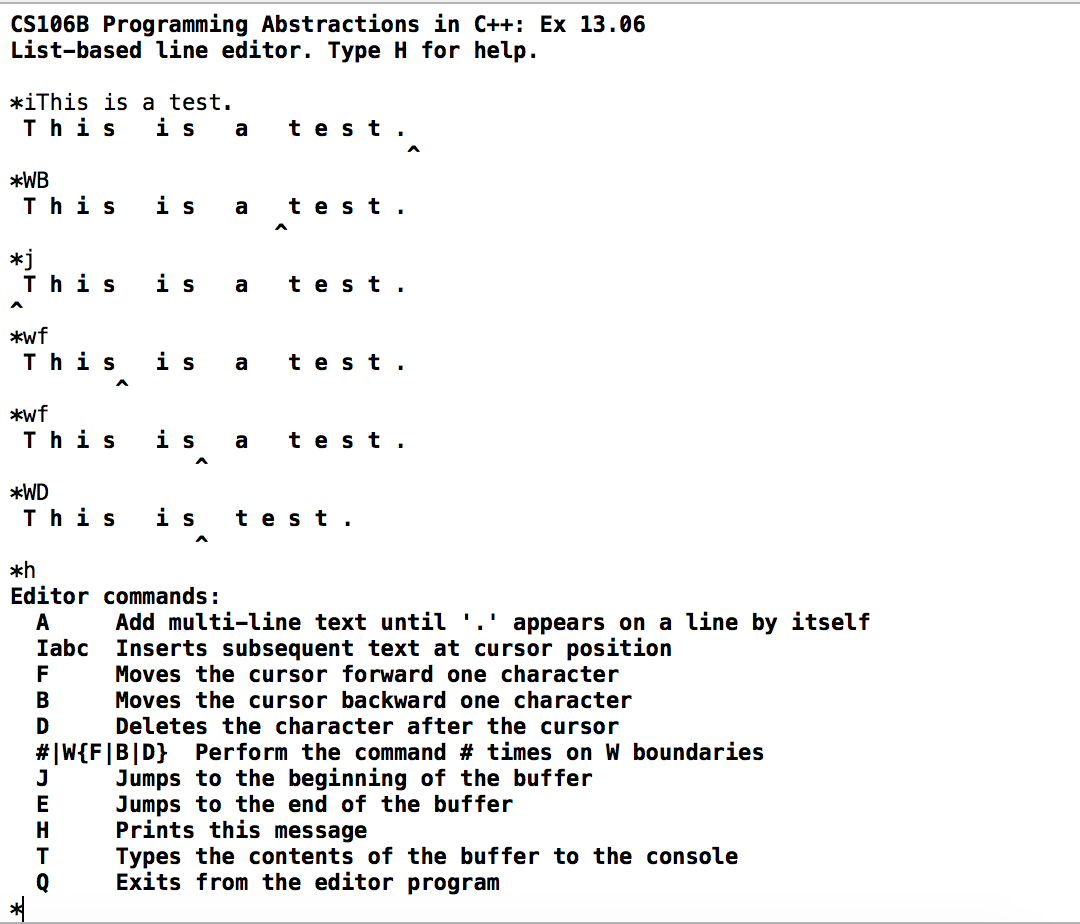 CS106B Programming Abstractions in C++: Ex 13.06
List-based line editor. Type H for help.
*iThis is a test.
 T h i s   i s   a   t e s t .
                              ^
*WB
 T h i s   i s   a   t e s t .
                    ^
*j
 T h i s   i s   a   t e s t .
^
*wf
 T h i s   i s   a   t e s t .
        ^
*wf
 T h i s   i s   a   t e s t .
              ^
*WD
 T h i s   i s   t e s t .
              ^
*h
Editor commands:
  A     Add multi-line text until '.' appears on a line by itself
  Iabc  Inserts subsequent text at cursor position
  F     Moves the cursor forward one character
  B     Moves the cursor backward one character
  D     Deletes the character after the cursor
  #|W{F|B|D}  Perform the command # times on W boundaries
  J     Jumps to the beginning of the buffer
  E     Jumps to the end of the buffer
  H     Prints this message
  T     Types the contents of the buffer to the console
  Q     Exits from the editor program
*